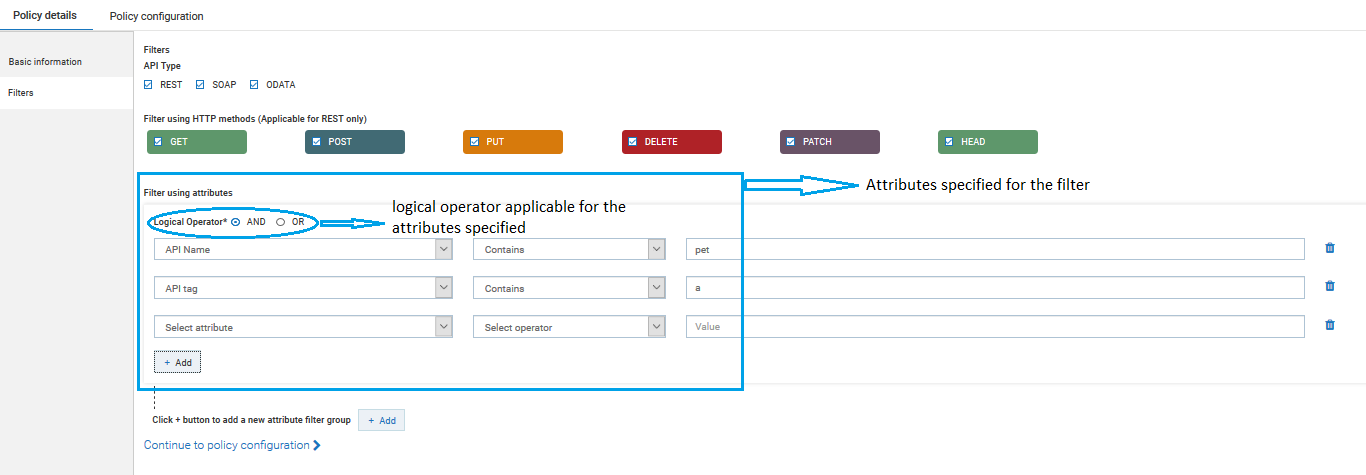 Policy details Policy configuration
Basic information
Filters
Filters
API Type
REST SOAP ODATA
Filter using HTTP methods (Applicable for REST only)
GET POST PUT DELETE PATCH HEAD
Attributes specified for the filter
Filter using attributes
logical operator applicable for the
attributes specified
Logical Operator* AND OR
API Name Contains pet
API tag Contains a
Select attribute Select operator Value
+ Add
Click + button to add a new attribute filter group + Add
Continue to policy configuration